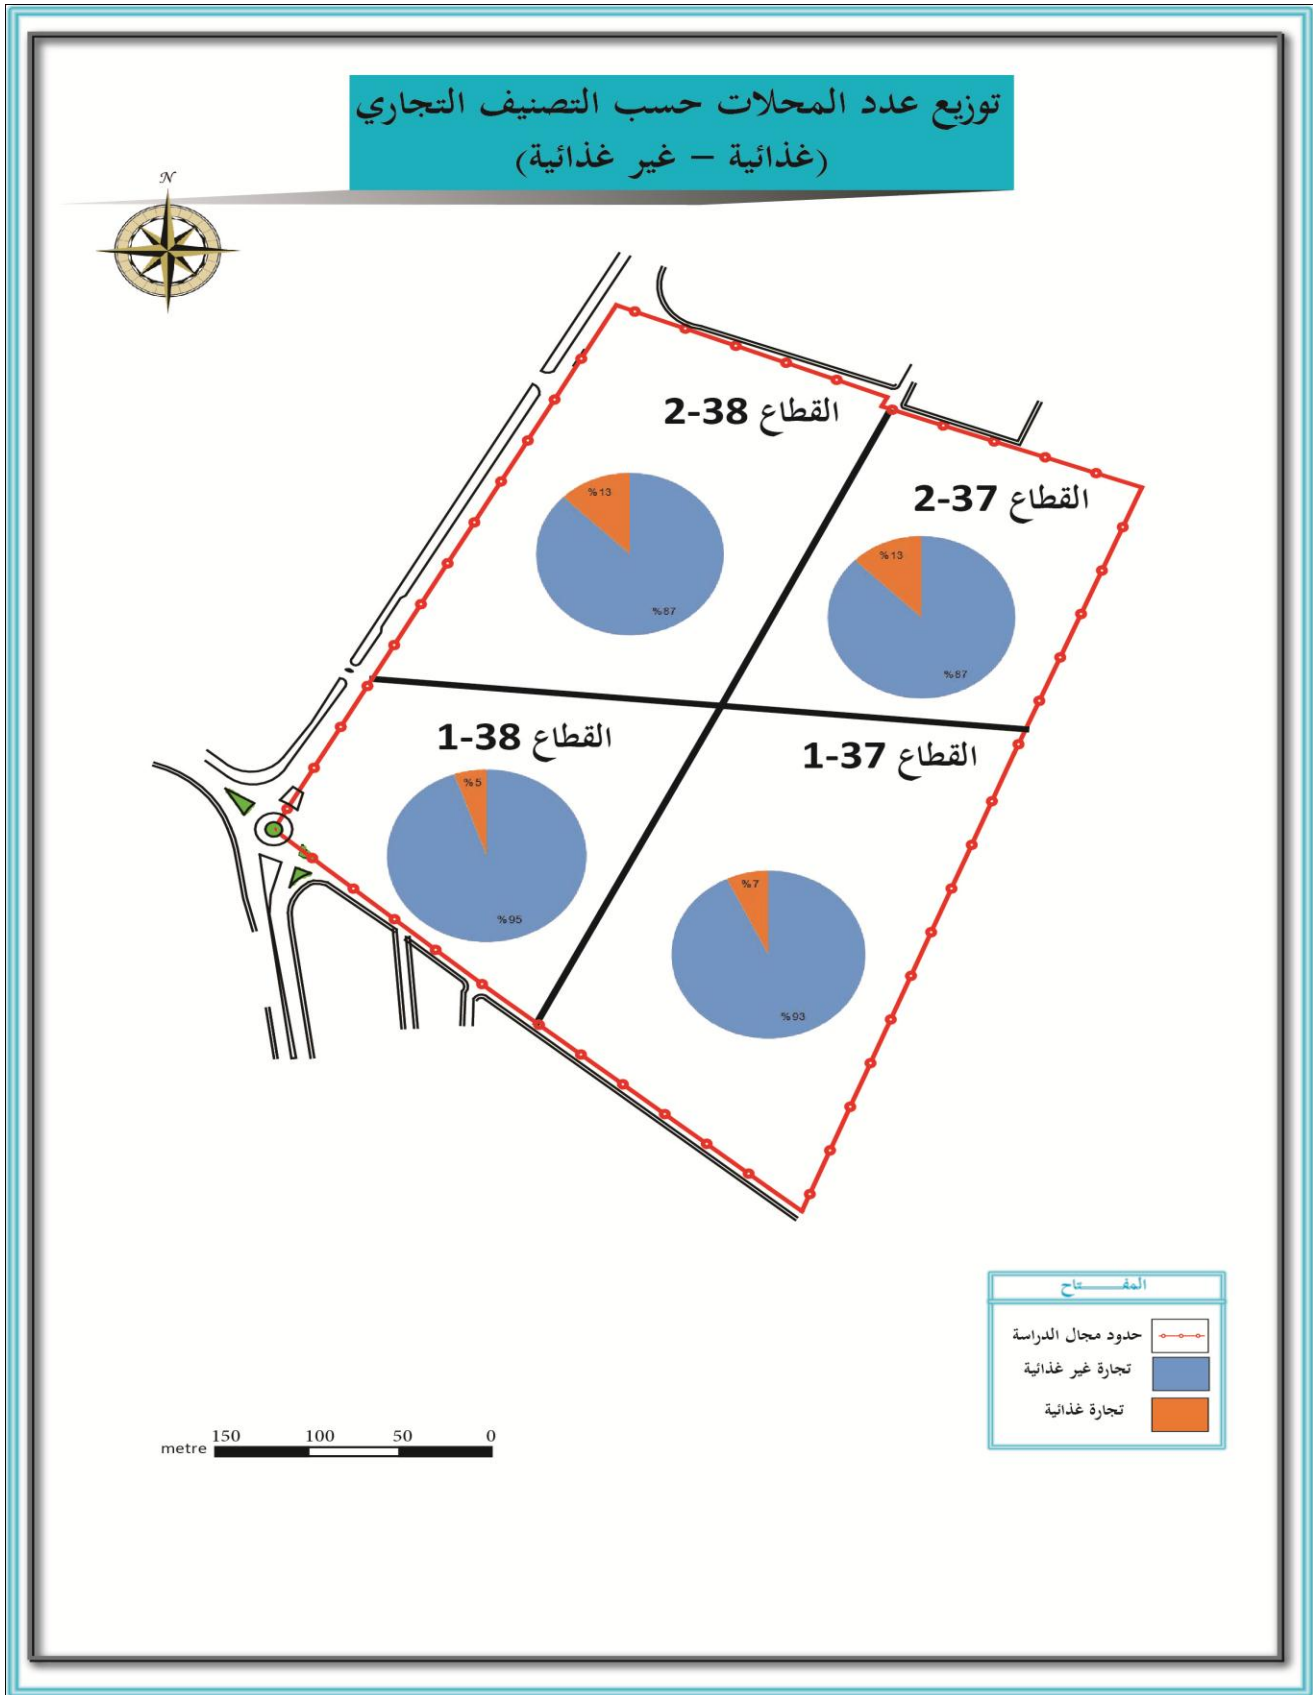 توزيع عدد المحلات حسب التصنيف التجاري
(غذائية – غير غذائية)
N
القطاع 38-2
%13
%87
القطاع 37-2
%13
%87
القطاع 38-1
%5
%95
القطاع 37-1
%7
%93
المفـــــتاح
حدود مجال الدراسة
تجارة غير غذائية
تجارة غذائية
150 100 50 0
metre